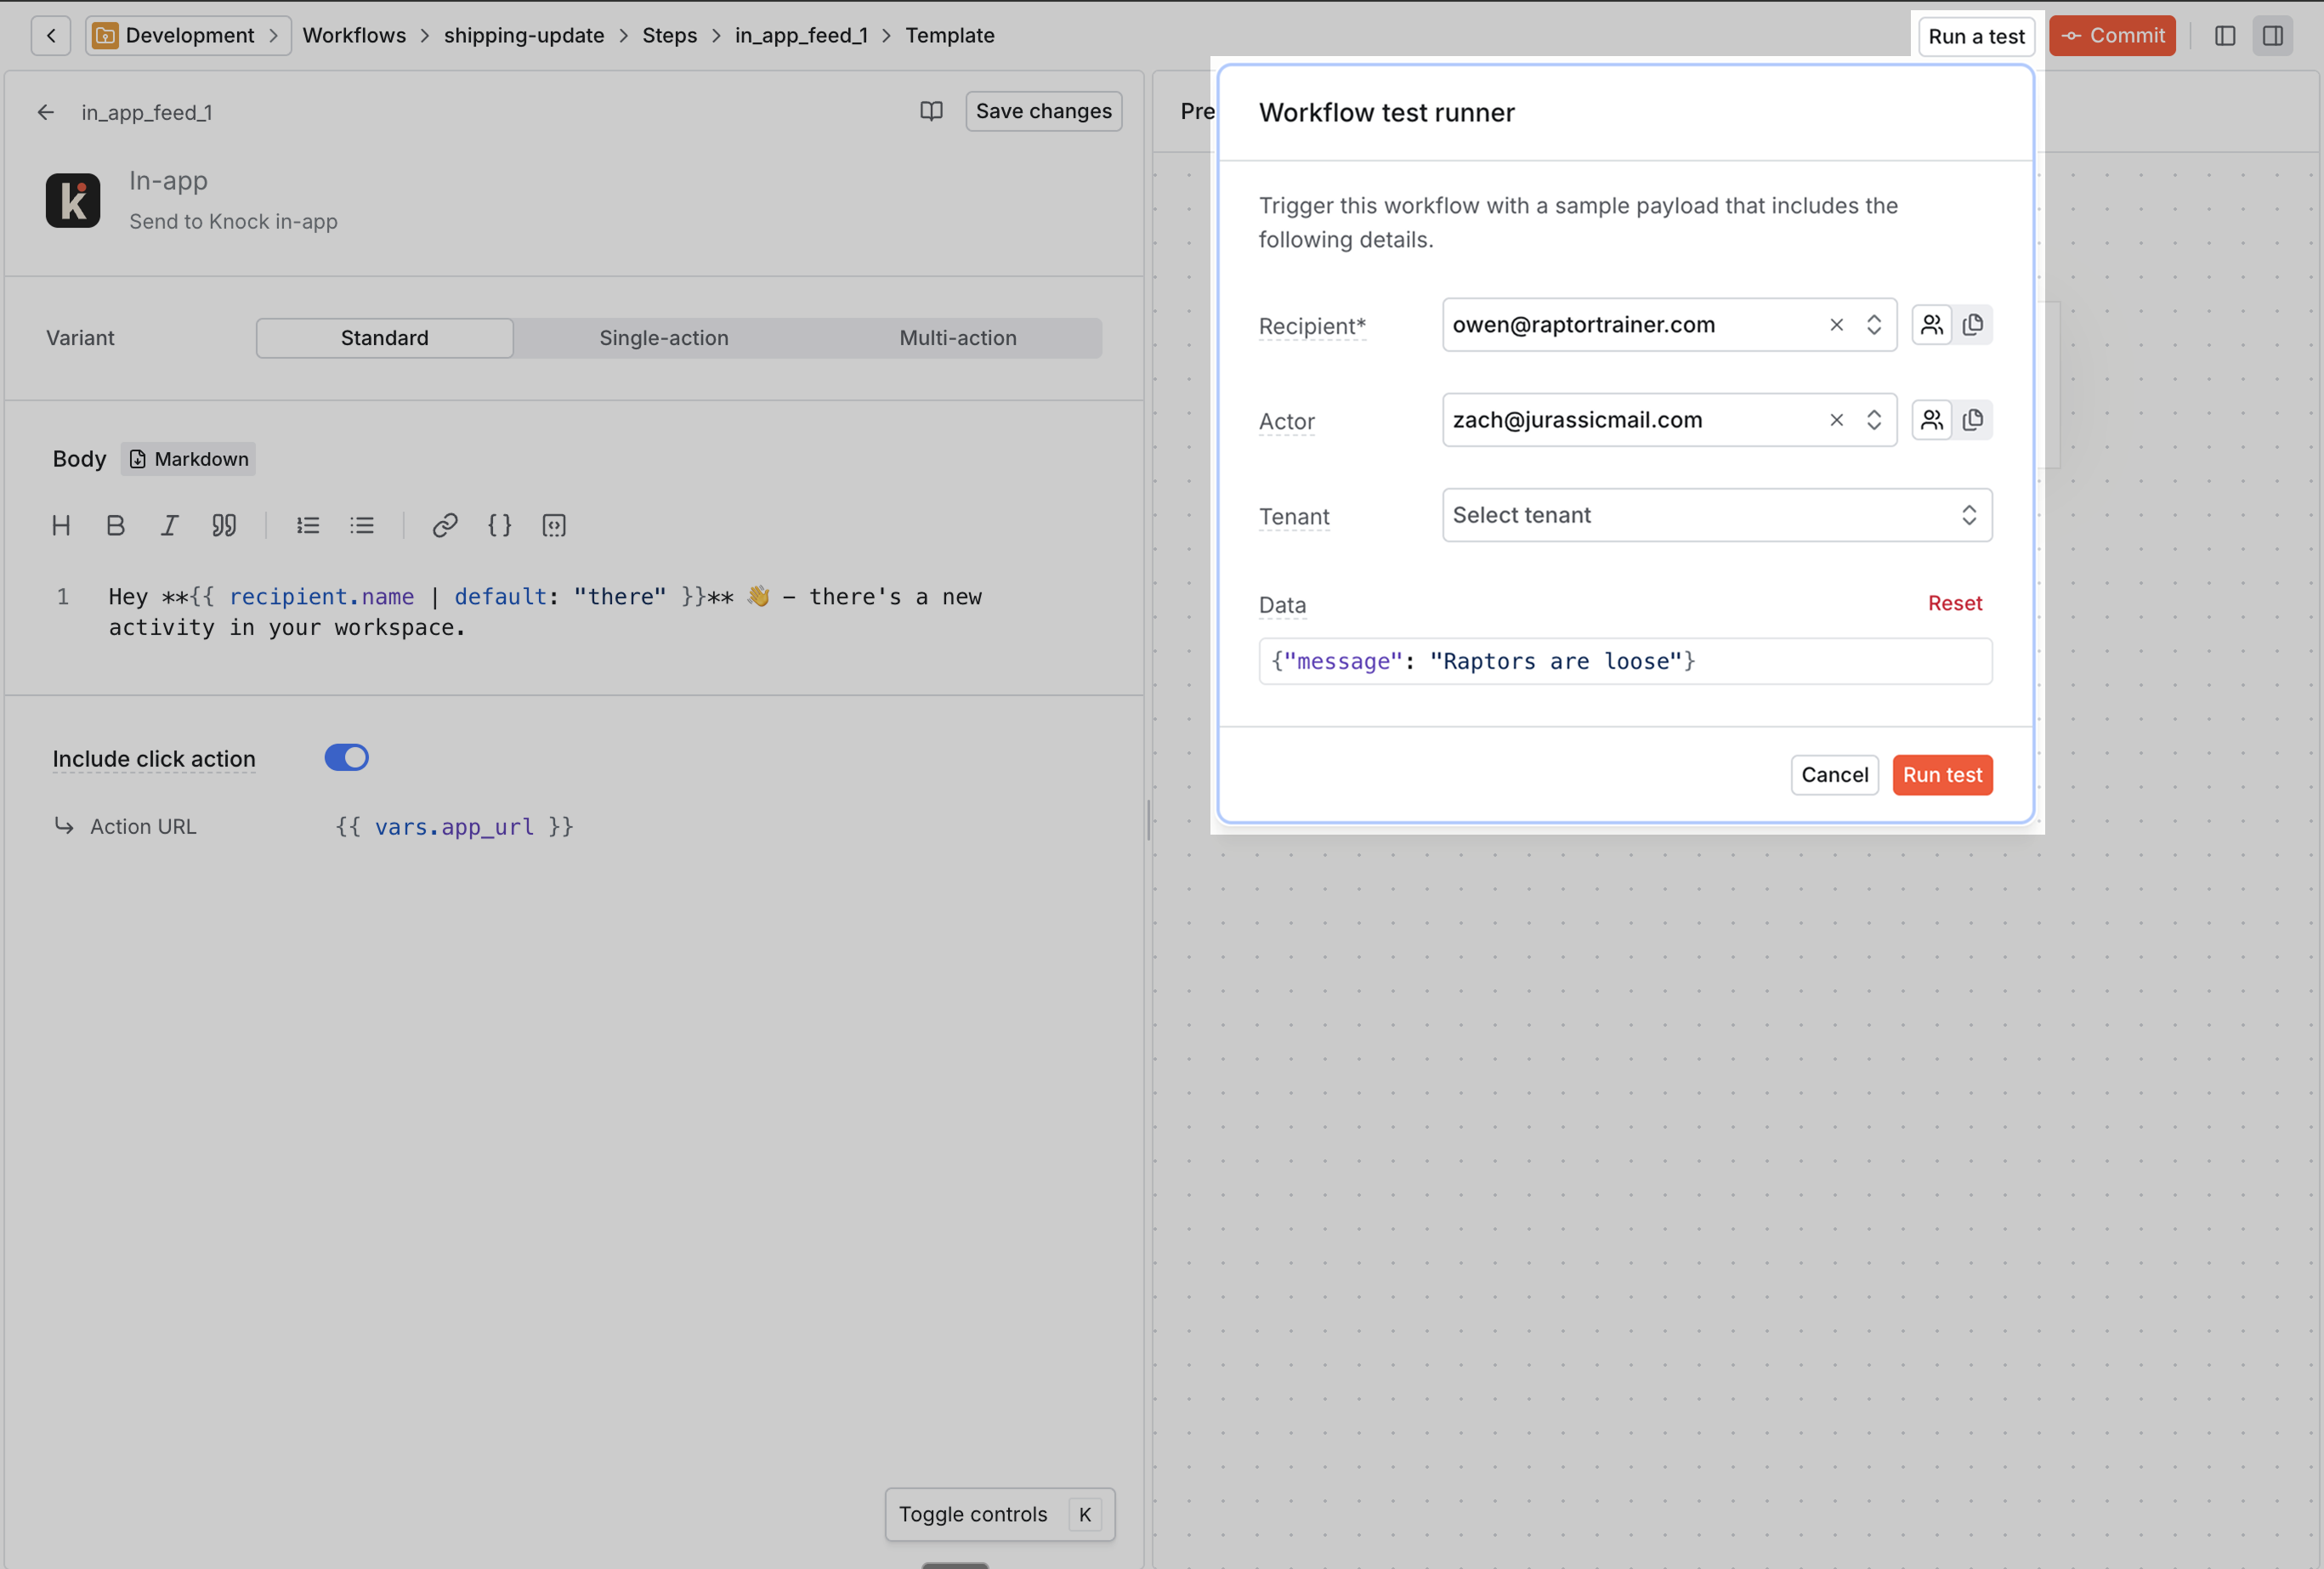 Development > Workflows > shipping-update > Steps > in_app_feed_1 > Template
Run a test
Commit
in_app_feed_1
Save changes
In-app
Send to Knock in-app
Variant
Standard
Single-action
Multi-action
Body
Markdown
1 Hey **{{ recipient.name | default: "there" }}** 👋 – there's a new
activity in your workspace.
Include click action
Action URL
{{ vars.app_url }}
Toggle controls K
Pre
Workflow test runner
Trigger this workflow with a sample payload that includes the
following details.
Recipient*
owen@raptortrainer.com
Actor
zach@jurassicmail.com
Tenant
Select tenant
Data
Reset
{"message": "Raptors are loose"}
Cancel
Run test